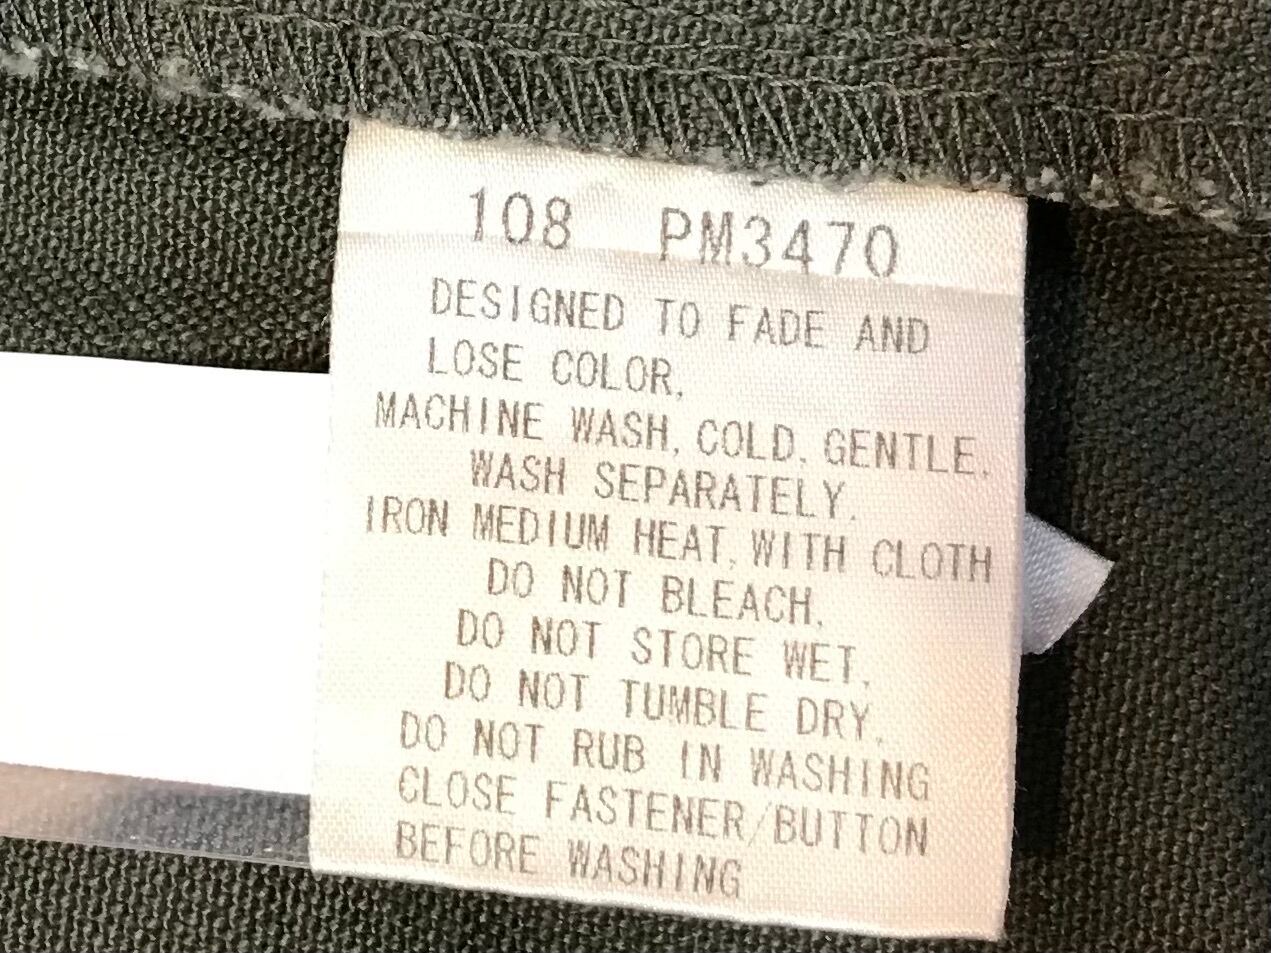 108 PM3470
DESIGNED TO FADE AND
LOSE COLOR,
MACHINE WASH, COLD, GENTLE,
WASH SEPARATELY.
IRON MEDIUM HEAT, WITH CLOTH
DO NOT BLEACH,
DO NOT STORE WET,
DO NOT TUMBLE DRY,
DO NOT RUB IN WASHING
CLOSE FASTENER/BUTTON
BEFORE WASHING